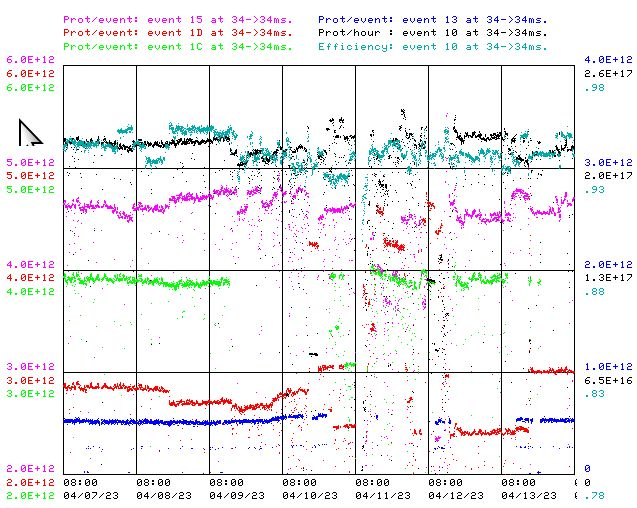 Prot/event: event 15 at 34->34ms. Prot/event: event 13 at 34->34ms.
Prot/event: event 1D at 34->34ms. Prot/hour : event 10 at 34->34ms.
Prot/event: event 1C at 34->34ms. Efficiency: event 10 at 34->34ms.
6.0E+12 4.0E+12
6.0E+12 2.6E+17
6.0E+12 .98
5.0E+12 3.0E+12
5.0E+12 2.0E+17
5.0E+12 .93
4.0E+12 2.0E+12
4.0E+12 1.3E+17
4.0E+12 .88
3.0E+12 1.0E+12
3.0E+12 6.5E+16
3.0E+12 .83
2.0E+12 0
2.0E+12 08:00 08:00 08:00 08:00 08:00 08:00 08:00 0
2.0E+12 04/07/23 04/08/23 04/09/23 04/10/23 04/11/23 04/12/23 04/13/23 .78